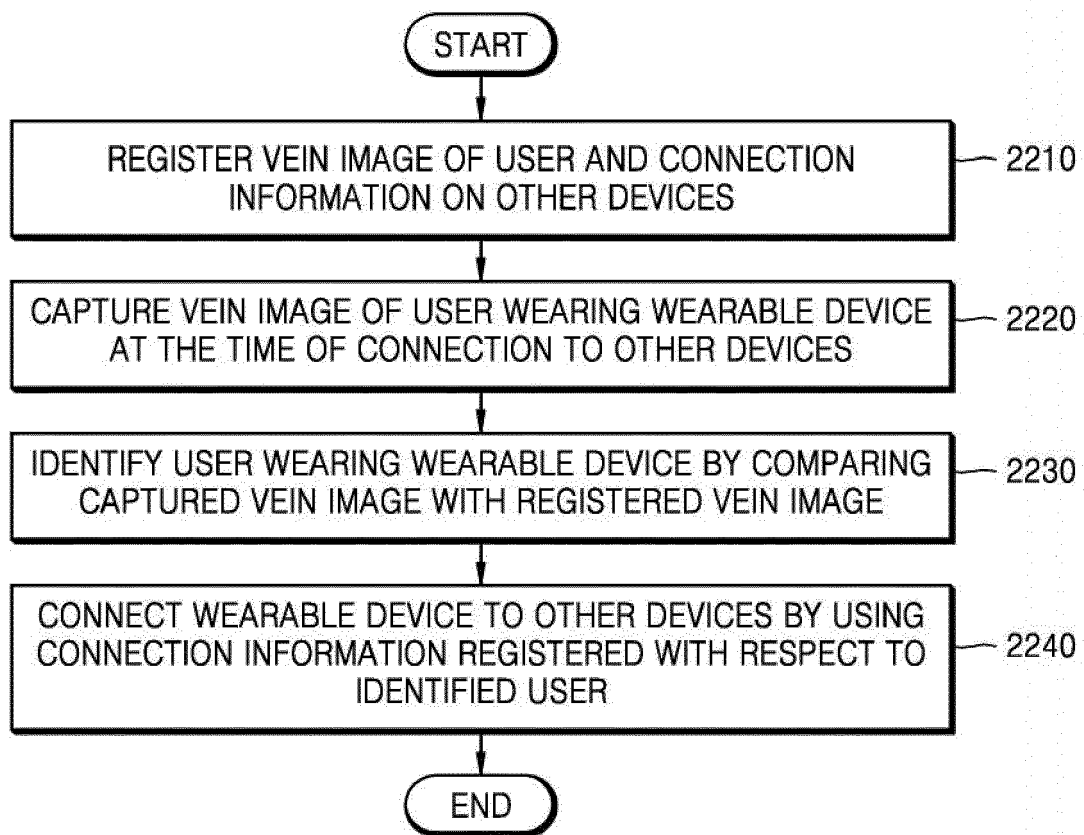 START
REGISTER VEIN IMAGE OF USER AND CONNECTION
INFORMATION ON OTHER DEVICES
2210
CAPTURE VEIN IMAGE OF USER WEARING WEARABLE DEVICE
AT THE TIME OF CONNECTION TO OTHER DEVICES
2220
IDENTIFY USER WEARING WEARABLE DEVICE BY COMPARING
CAPTURED VEIN IMAGE WITH REGISTERED VEIN IMAGE
2230
CONNECT WEARABLE DEVICE TO OTHER DEVICES BY USING
CONNECTION INFORMATION REGISTERED WITH RESPECT TO
IDENTIFIED USER
2240
END